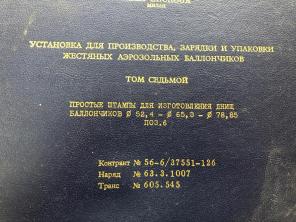 МИЛАН
УСТАНОВКА ДЛЯ ПРОИЗВОДСТВА, ЗАРЯДКИ И УПАКОВКИ
ЖЕСТЯНЫХ АЭРОЗОЛЬНЫХ БАЛЛОНЧИКОВ
ТОМ СЕДЬМОЙ
ПРОСТЫЕ ШТАМПЫ ДЛЯ ИЗГОТОВЛЕНИЯ ДНИЩ
БАЛЛОНЧИКОВ Ø 52,4 - Ø 65,3 - Ø 78,85
ПОЗ.6
Контракт № 56-6/37551-126
Наряд № 63.3.1007
Транс № 605.545